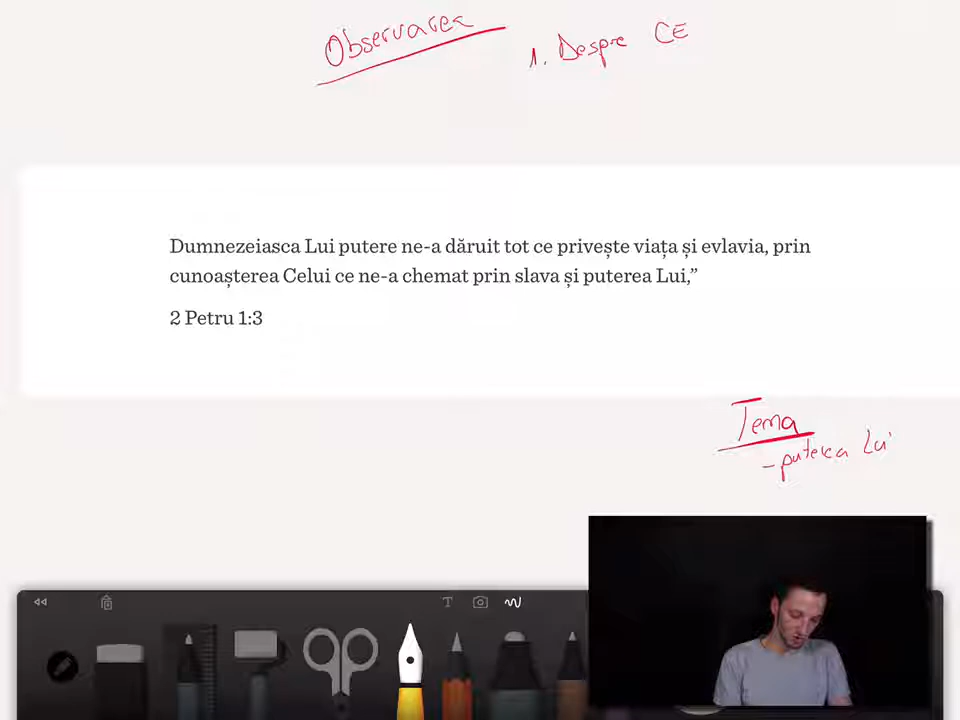 Observarea
1. Despre CE
Dumnezeiasca Lui putere ne-a dăruit tot ce privește viața și evlavia, prin
cunoașterea Celui ce ne-a chemat prin slava și puterea Lui,”
2 Petru 1:3
Tema
- puterea Lui
T